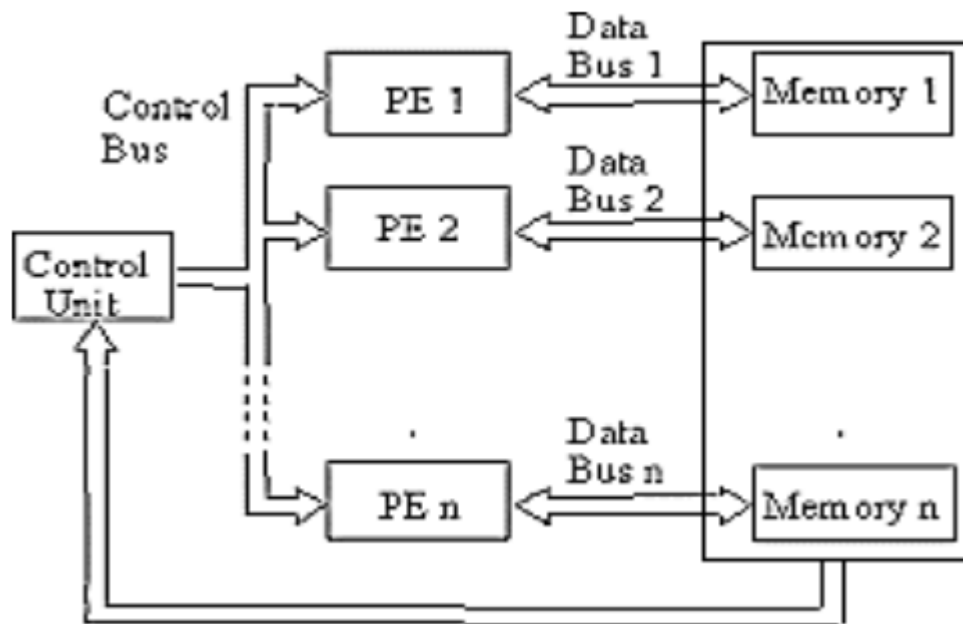 Data
Bus 1
Control
Bus
PE 1
Memory 1
Data
Bus 2
PE 2
Memory 2
Control
Unit
Data
Bus n
PE n
Memory n